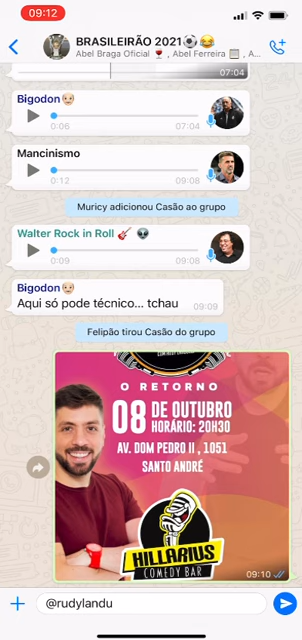 09:12
BRASILEIRÃO 2021⚽😂
Abel Braga Oficial 🍷, Abel Ferreira 📋, A...
07:04
Bigodon👴🏻
0:06 07:04
Mancinismo
0:12 09:08
Muricy adicionou Casão ao grupo
Walter Rock in Roll 🎸 👽
0:09 09:08
Bigodon👴🏻
Aqui só pode técnico... tchau 09:09
Felipão tirou Casão do grupo
O RETORNO
08 DE OUTUBRO
HORÁRIO: 20H30
AV. DOM PEDRO II , 1051
SANTO ANDRÉ
HILLARIUS
COMEDY BAR
09:10
@rudylandu